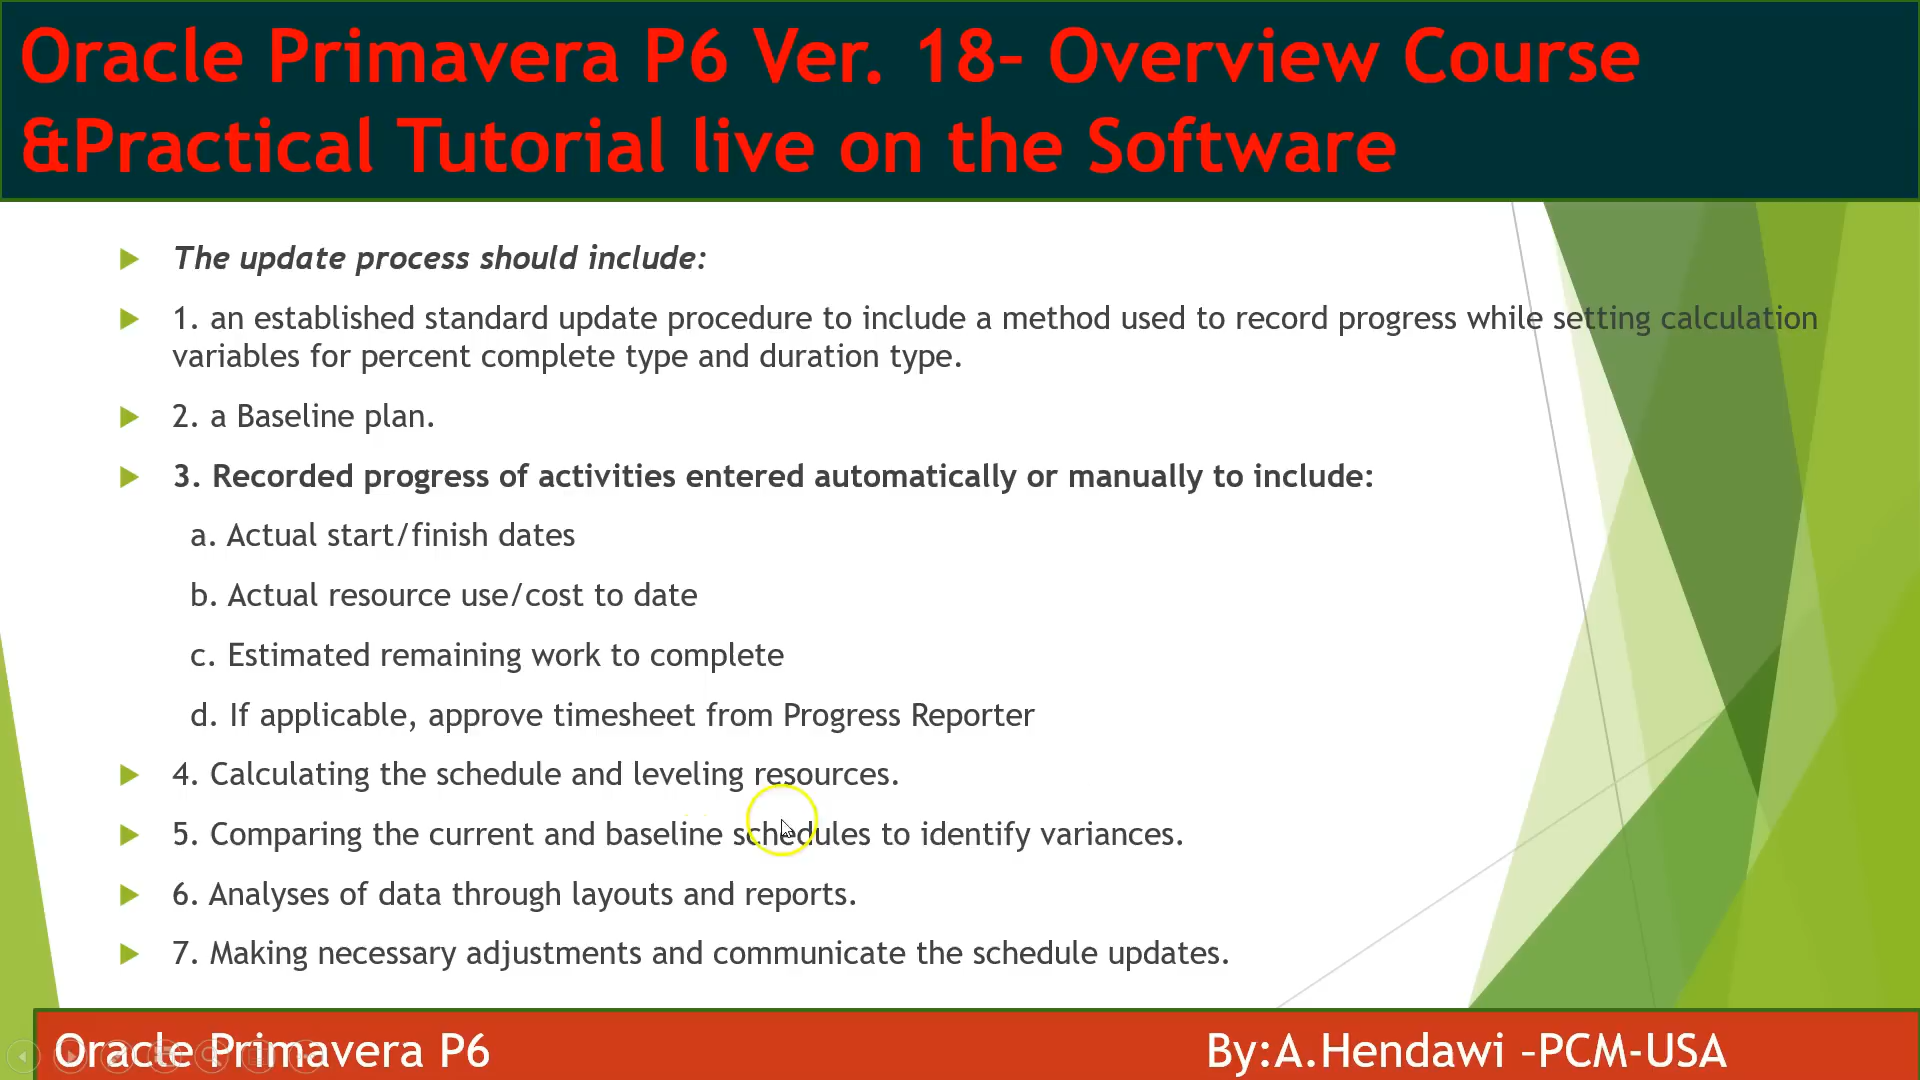 Oracle Primavera P6 Ver. 18– Overview Course
&Practical Tutorial live on the Software
The update process should include:
1. an established standard update procedure to include a method used to record progress while setting calculation
variables for percent complete type and duration type.
2. a Baseline plan.
3. Recorded progress of activities entered automatically or manually to include:
a. Actual start/finish dates
b. Actual resource use/cost to date
c. Estimated remaining work to complete
d. If applicable, approve timesheet from Progress Reporter
4. Calculating the schedule and leveling resources.
5. Comparing the current and baseline schedules to identify variances.
6. Analyses of data through layouts and reports.
7. Making necessary adjustments and communicate the schedule updates.
Oracle Primavera P6
By:A.Hendawi –PCM-USA